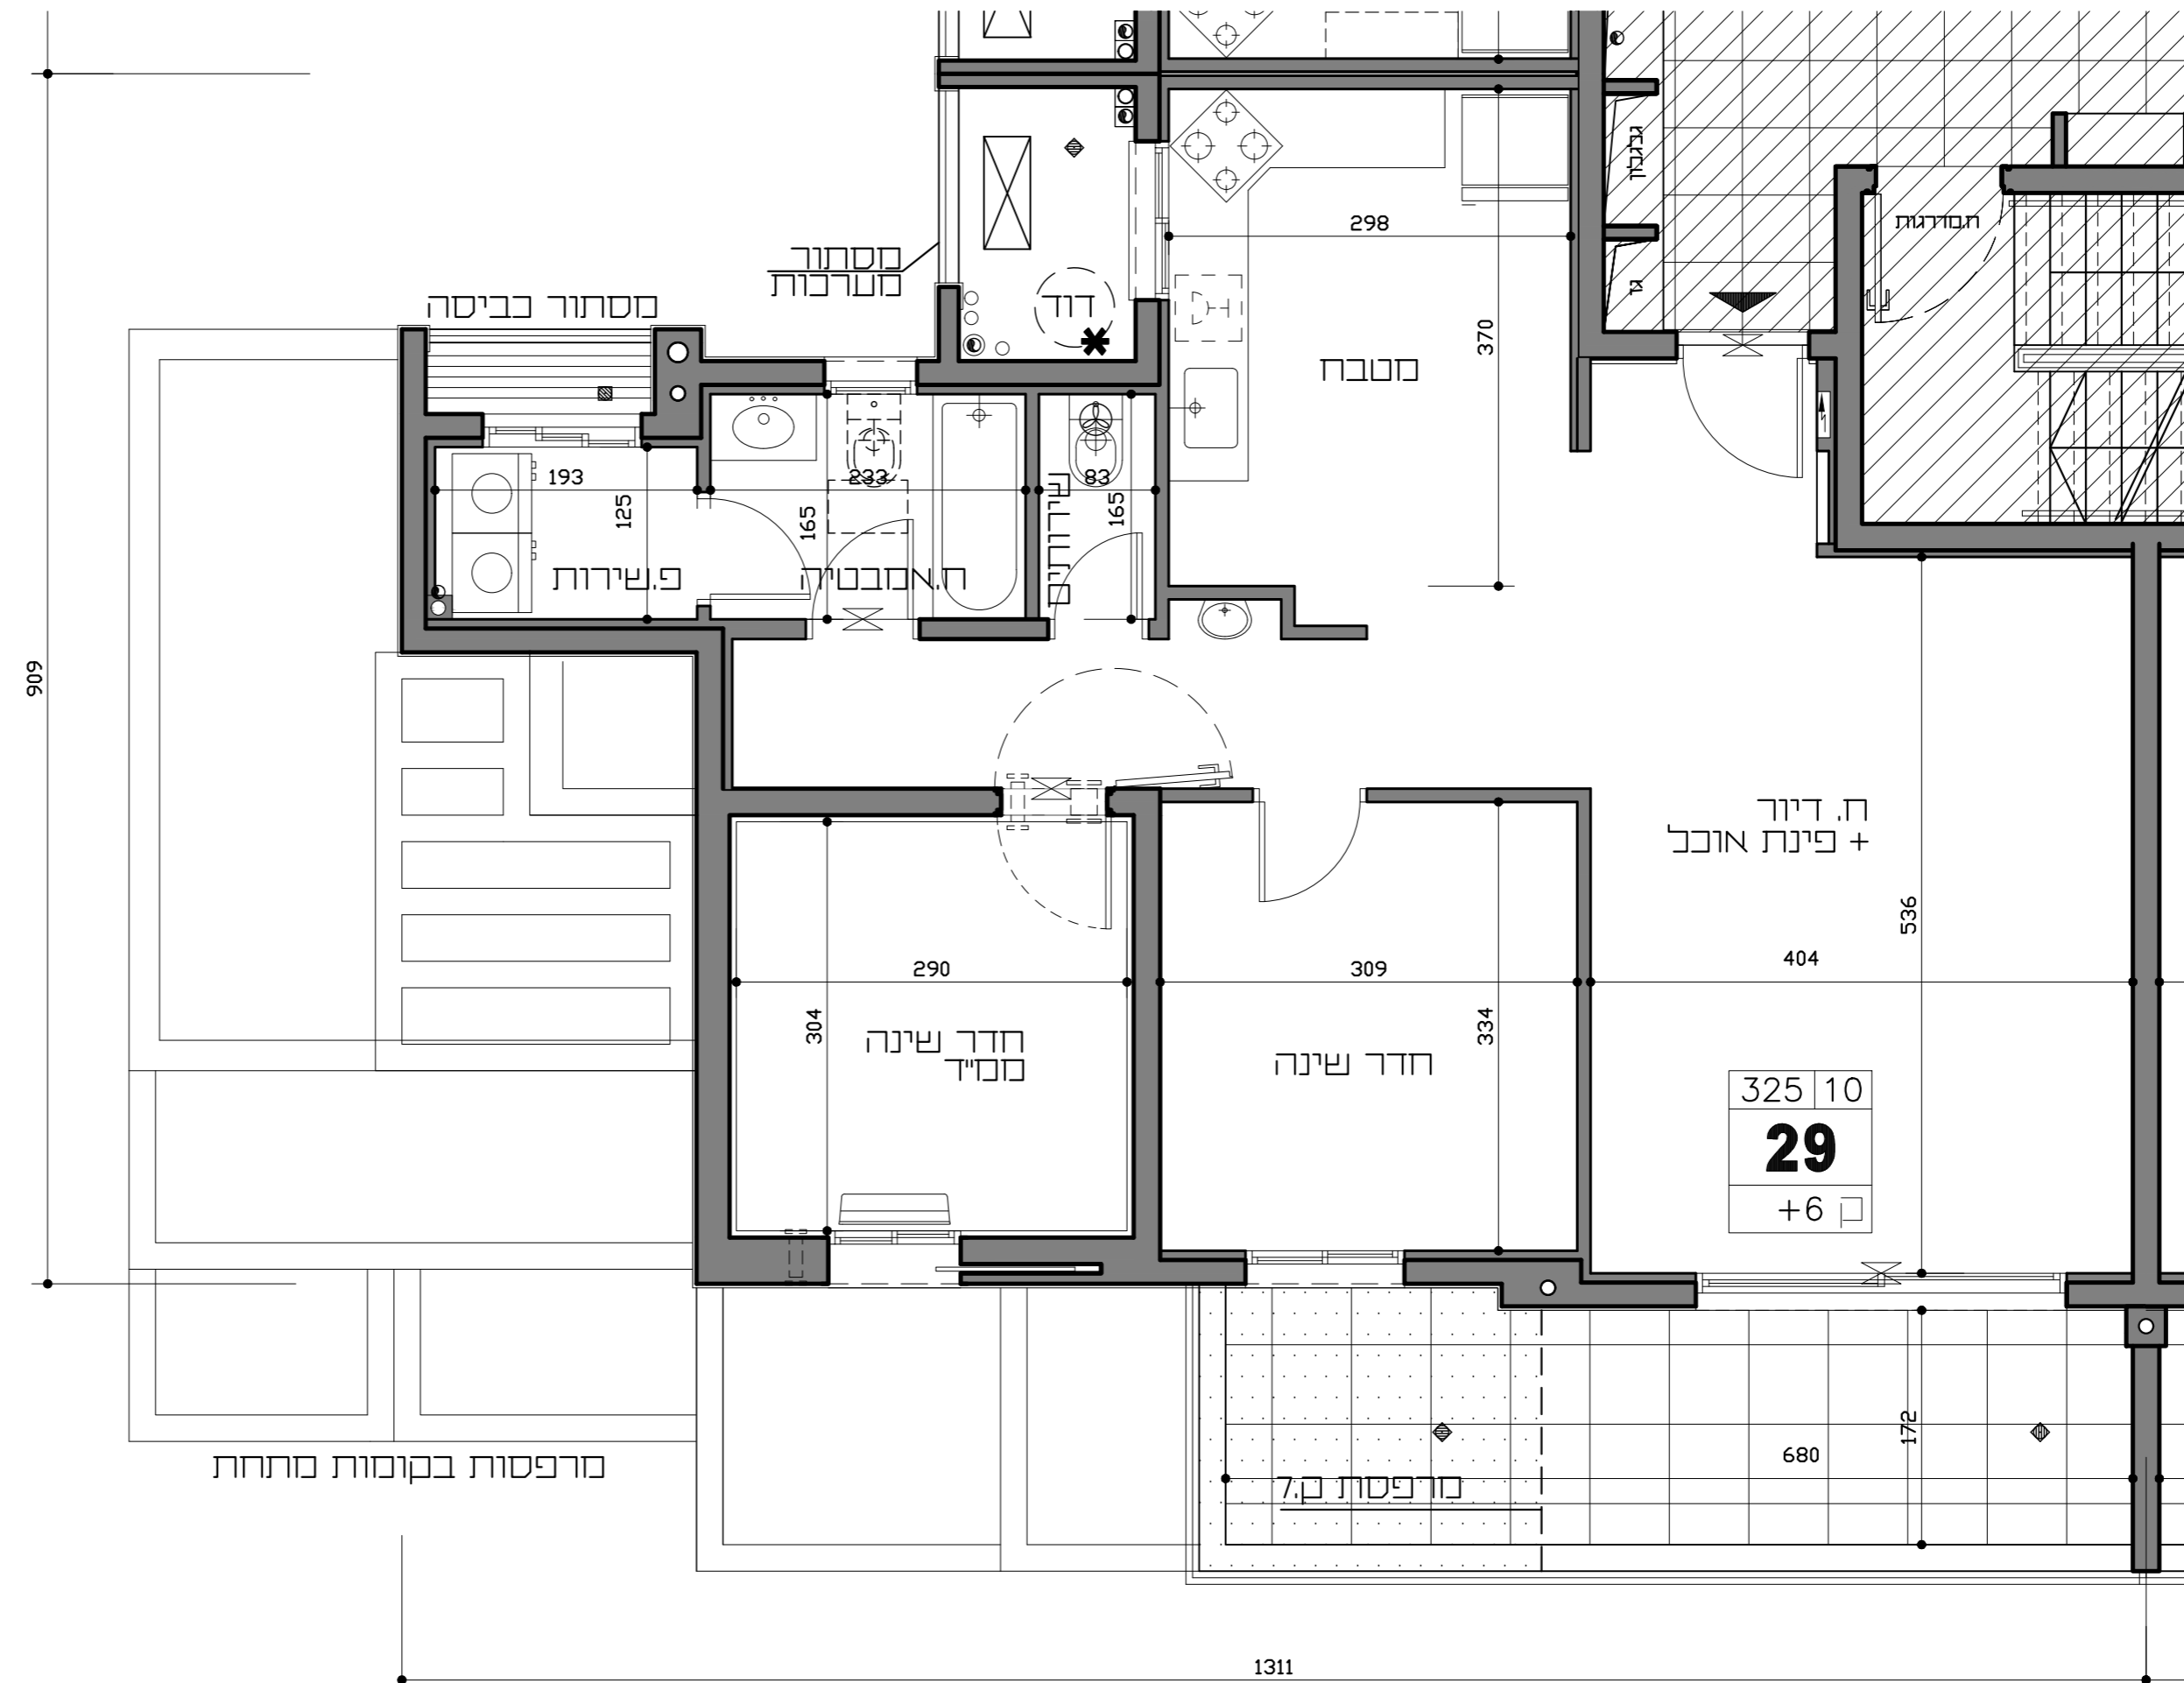 מסתור
מערכות
מסתור כביסה
דוד
298
370
מטבח
גז
ח.מדרגות
193
125
פ.שירות
233
165
ח.אמבטיה
83
165
שירותים
909
ח. דיור
+ פינת אוכל
536
404
290
304
חדר שינה
ממ"ד
309
334
חדר שינה
325 10
29
+6 ק
172
680
מרפסת ק.7
מרפסות בקומות מתחת
1311